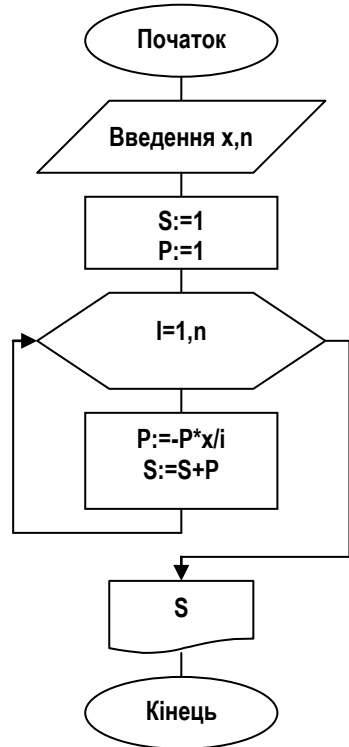 Початок
Введення x,n
S:=1
P:=1
I=1,n
P:=-P*x/i
S:=S+P
S
Кінець